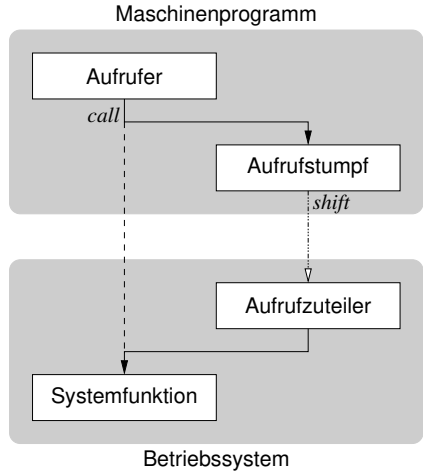 Maschinenprogramm
Aufrufer
call
Aufrufstumpf
shift
Aufrufzuteiler
Systemfunktion
Betriebssystem